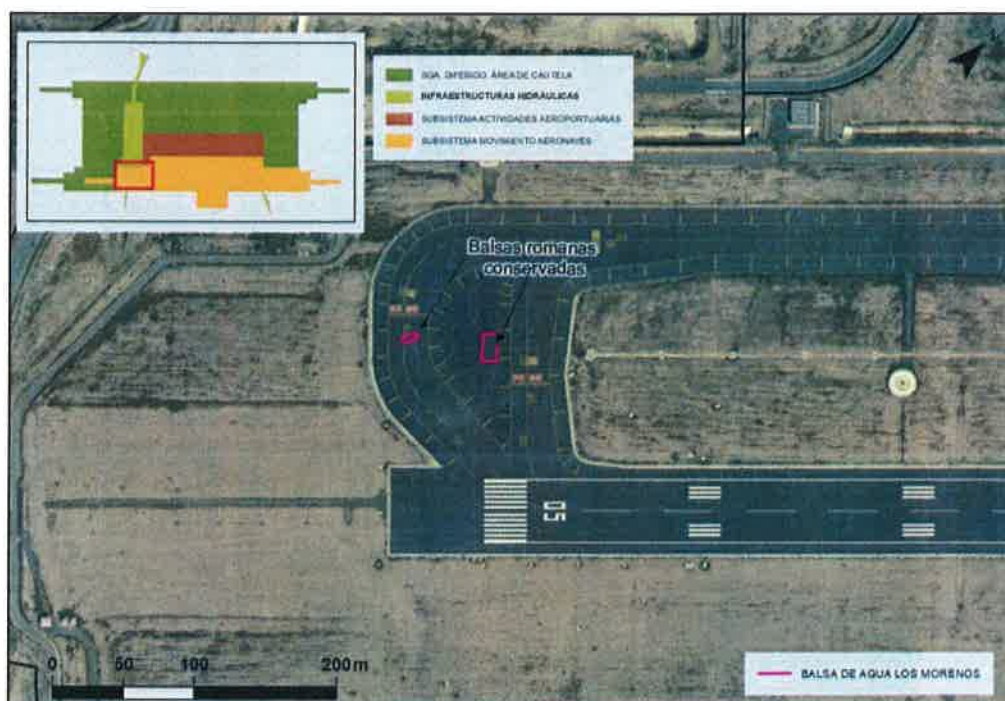 SGA. DIFERIDO. ÁREA DE CAUTELA
INFRAESTRUCTURAS HIDRÁULICAS
SUBSISTEMA ACTIVIDADES AEROPORTUARIAS
SUBSISTEMA MOVIMIENTO AERONAVES
Balsas romanas
conservadas
05
0 50 100 200 m
BALSA DE AGUA LOS MORENOS